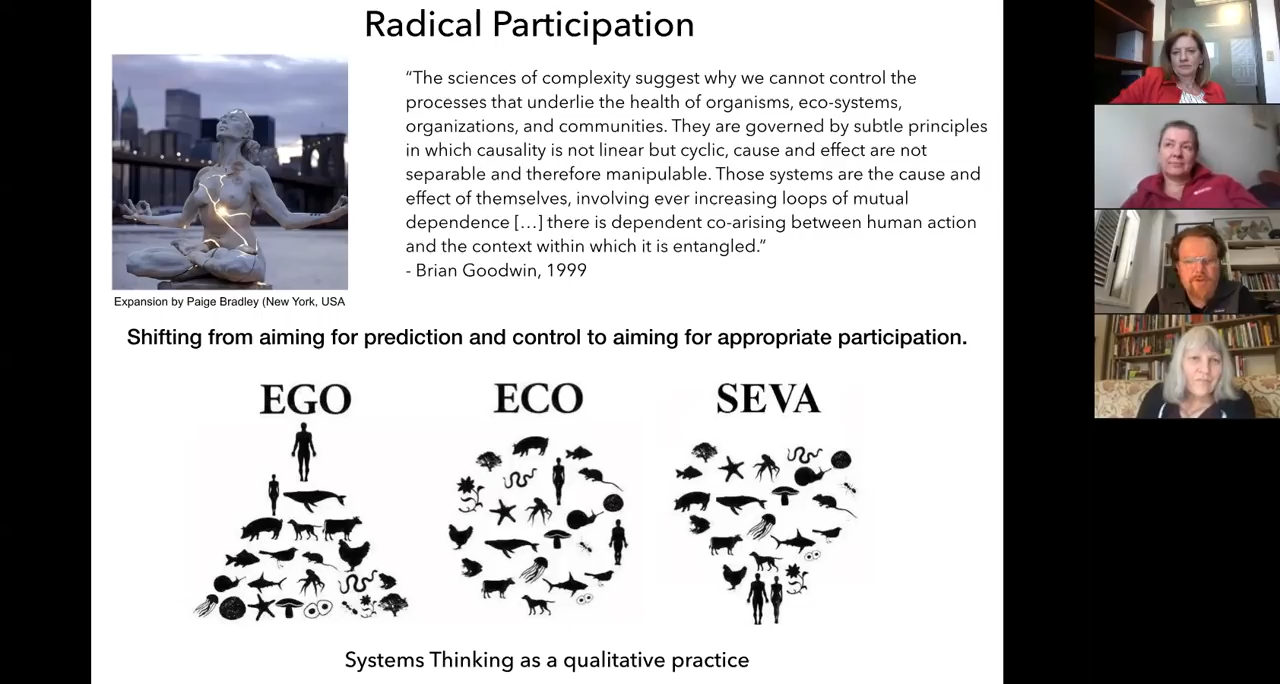 Radical Participation
“The sciences of complexity suggest why we cannot control the
processes that underlie the health of organisms, eco-systems,
organizations, and communities. They are governed by subtle principles
in which causality is not linear but cyclic, cause and effect are not
separable and therefore manipulable. Those systems are the cause and
effect of themselves, involving ever increasing loops of mutual
dependence […] there is dependent co-arising between human action
and the context within which it is entangled.”
- Brian Goodwin, 1999
Expansion by Paige Bradley (New York, USA
Shifting from aiming for prediction and control to aiming for appropriate participation.
EGO
ECO
SEVA
Systems Thinking as a qualitative practice